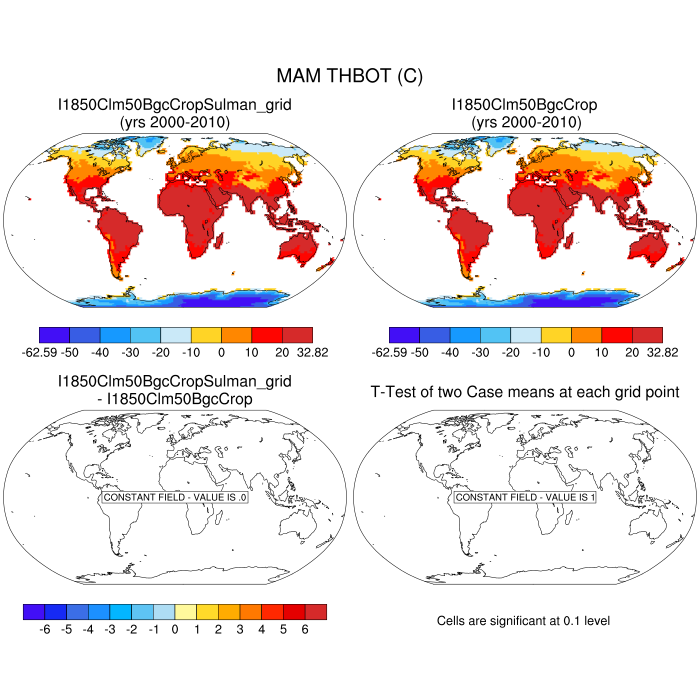 MAM THBOT (C)
I1850Clm50BgcCropSulman_grid
(yrs 2000-2010)
I1850Clm50BgcCrop
(yrs 2000-2010)
-62.59 -50 -40 -30 -20 -10 0 10 20 32.82
-62.59 -50 -40 -30 -20 -10 0 10 20 32.82
I1850Clm50BgcCropSulman_grid
- I1850Clm50BgcCrop
T-Test of two Case means at each grid point
CONSTANT FIELD - VALUE IS .0
CONSTANT FIELD - VALUE IS 1
-6 -5 -4 -3 -2 -1 0 1 2 3 4 5 6
Cells are significant at 0.1 level